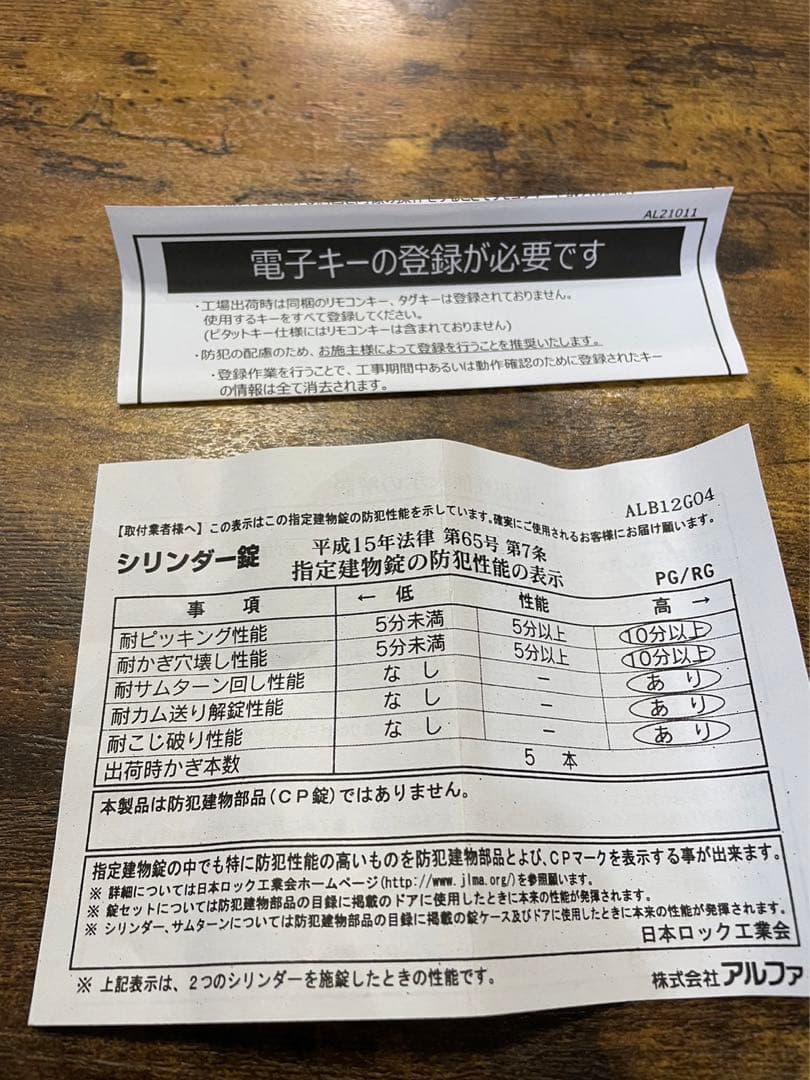 AL21011
電子キーの登録が必要です
・工場出荷時は同梱のリモコンキー、タグキーは登録されておりません。
使用するキーをすべて登録してください。
(ピタットキー仕様にはリモコンキーは含まれておりません)
・防犯の配慮のため、お施主様によって登録を行うことを推奨いたします。
・登録作業を行うことで、工事期間中あるいは動作確認のために登録されたキー
の情報は全て消去されます。
ALB12G04
【取付業者様へ】この表示はこの指定建物錠の防犯性能を示しています。確実にご使用されるお客様にお届け願います。
シリンダー錠 平成15年法律 第65号 第7条
指定建物錠の防犯性能の表示 PG/RG
事 項 ← 低 性能 高 →
耐ピッキング性能 5分未満 5分以上 10分以上
耐かぎ穴壊し性能 5分未満 5分以上 10分以上
耐サムターン回し性能 なし − あり
耐カム送り解錠性能 なし − あり
耐こじ破り性能 なし − あり
出荷時かぎ本数 5 本
本製品は防犯建物部品(CP錠)ではありません。
指定建物錠の中でも特に防犯性能の高いものを防犯建物部品とよび、CPマークを表示する事が出来ます。
※ 詳細については日本ロック工業会ホームページ(http://www.jlma.org/)を参照願います。
※ 錠セットについては防犯建物部品の目録に掲載のドアに使用したときに本来の性能が発揮されます。
※ シリンダー、サムターンについては防犯建物部品の目録に掲載の錠ケース及びドアに使用したときに本来の性能が発揮されます。
日本ロック工業会
※ 上記表示は、2つのシリンダーを施錠したときの性能です。
株式会社アルファ